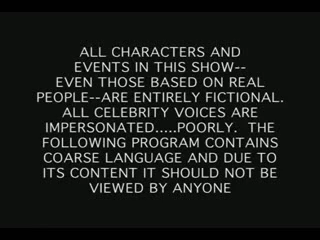 ALL CHARACTERS AND
EVENTS IN THIS SHOW--
EVEN THOSE BASED ON REAL
PEOPLE--ARE ENTIRELY FICTIONAL.
ALL CELEBRITY VOICES ARE
IMPERSONATED.....POORLY. THE
FOLLOWING PROGRAM CONTAINS
COARSE LANGUAGE AND DUE TO
ITS CONTENT IT SHOULD NOT BE
VIEWED BY ANYONE